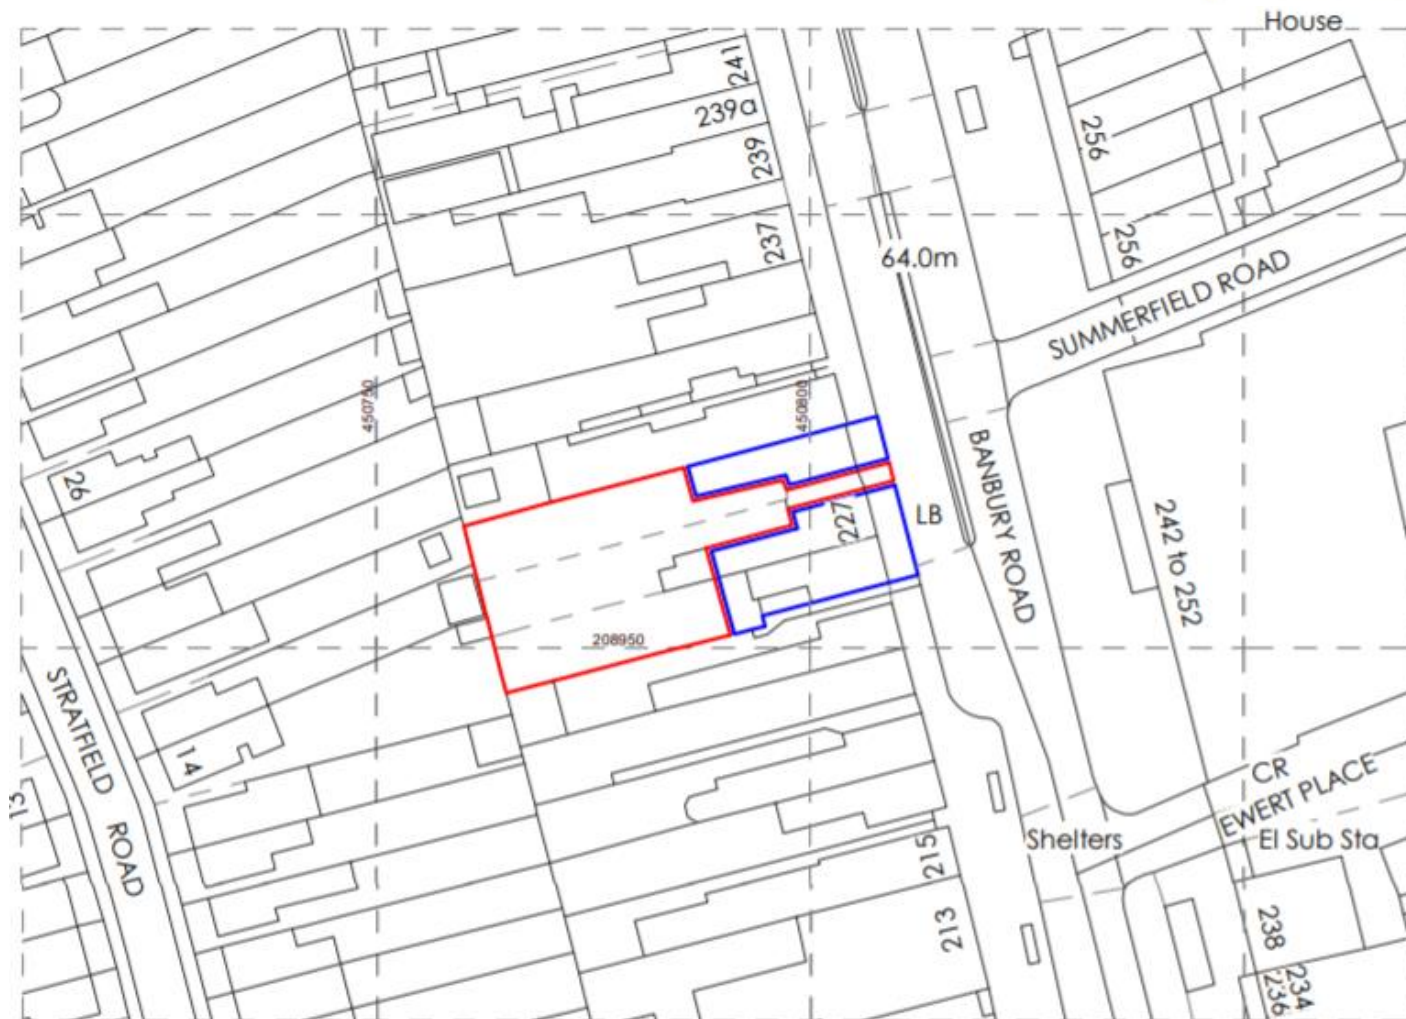 House
241
239a
239
256
237
256
64.0m
SUMMERFIELD ROAD
450750
450800
26
BANBURY ROAD
227
LB
242 to 252
208950
STRATFIELD ROAD
14
13
CR
EWERT PLACE
Shelters
El Sub Sta
215
213
238
234
236